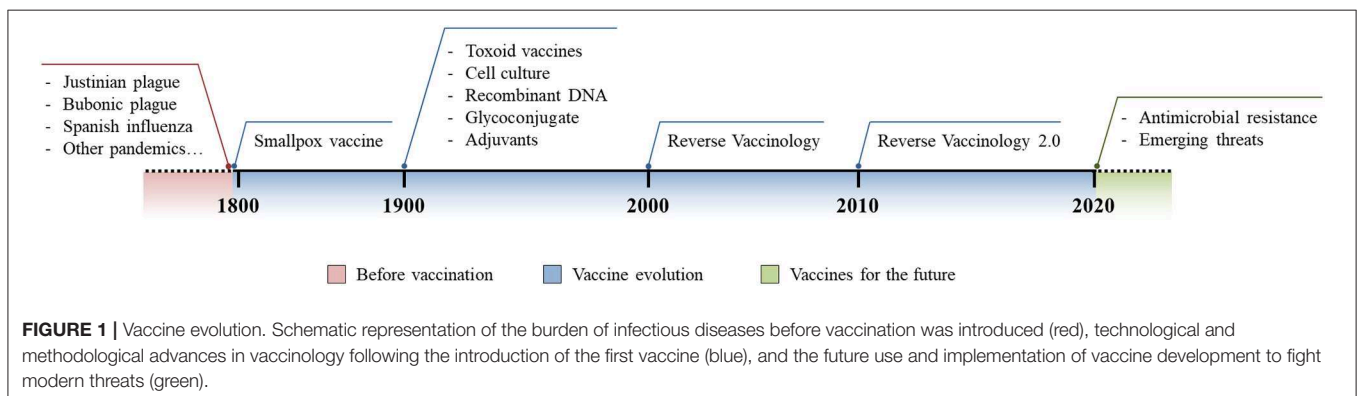 - Justinian plague
- Bubonic plague
- Spanish influenza
- Other pandemics…
Smallpox vaccine
- Toxoid vaccines
- Cell culture
- Recombinant DNA
- Glycoconjugate
- Adjuvants
Reverse Vaccinology
Reverse Vaccinology 2.0
- Antimicrobial resistance
- Emerging threats
1800
1900
2000
2010
2020
Before vaccination
Vaccine evolution
Vaccines for the future
FIGURE 1 | Vaccine evolution. Schematic representation of the burden of infectious diseases before vaccination was introduced (red), technological and
methodological advances in vaccinology following the introduction of the first vaccine (blue), and the future use and implementation of vaccine development to fight
modern threats (green).